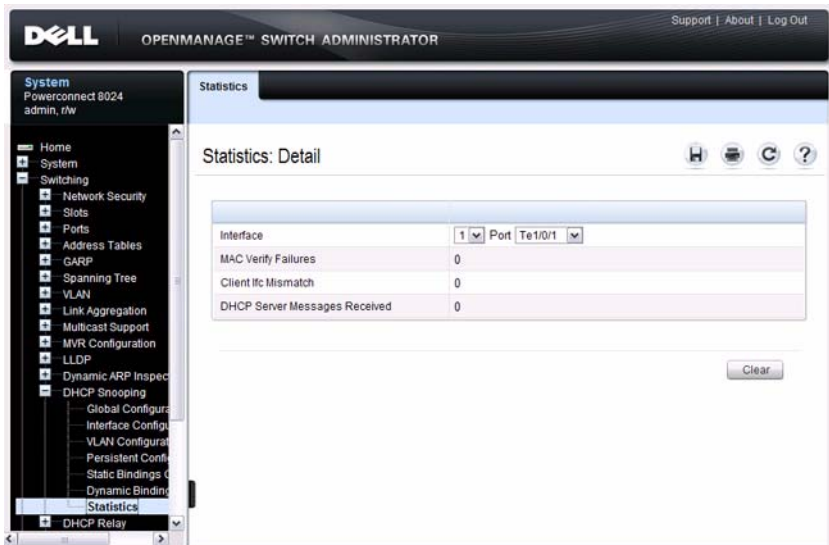 Support | About | Log Out
DELL
OPENMANAGE™ SWITCH ADMINISTRATOR
System
Powerconnect 8024
admin, r/w
Statistics
Home
System
Switching
Network Security
Slots
Ports
Address Tables
GARP
Spanning Tree
VLAN
Link Aggregation
Multicast Support
MVR Configuration
LLDP
Dynamic ARP Inspec
DHCP Snooping
Global Configura
Interface Configu
VLAN Configurat
Persistent Confi
Static Bindings C
Dynamic Binding
Statistics
DHCP Relay
Statistics: Detail
?
Interface 1 Port Te1/0/1
MAC Verify Failures 0
Client Ifc Mismatch 0
DHCP Server Messages Received 0
Clear